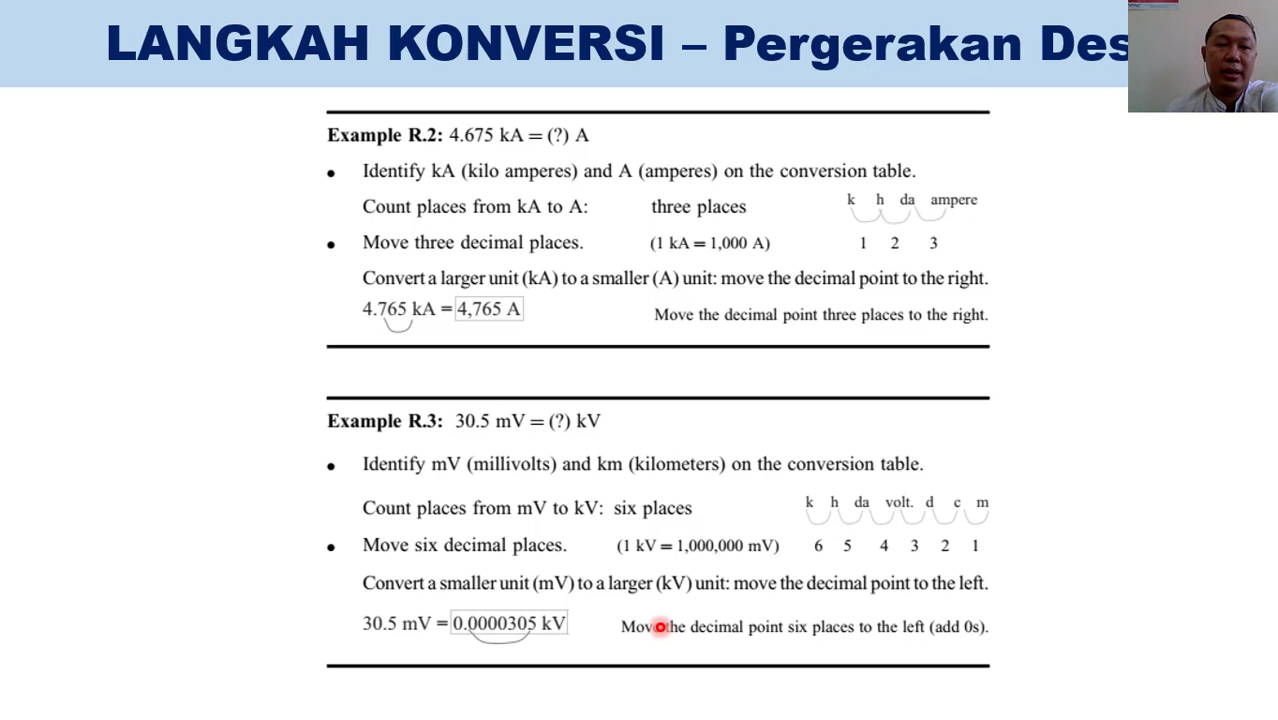 LANGKAH KONVERSI – Pergerakan Des
Example R.2: 4.675 kA = (?) A
• Identify kA (kilo amperes) and A (amperes) on the conversion table.
Count places from kA to A: three places k h da ampere
• Move three decimal places. (1 kA = 1,000 A) 1 2 3
Convert a larger unit (kA) to a smaller (A) unit: move the decimal point to the right.
4.765 kA = 4,765 A Move the decimal point three places to the right.
Example R.3: 30.5 mV = (?) kV
• Identify mV (millivolts) and km (kilometers) on the conversion table.
Count places from mV to kV: six places k h da volt. d c m
• Move six decimal places. (1 kV = 1,000,000 mV) 6 5 4 3 2 1
Convert a smaller unit (mV) to a larger (kV) unit: move the decimal point to the left.
30.5 mV = 0.0000305 kV Move the decimal point six places to the left (add 0s).